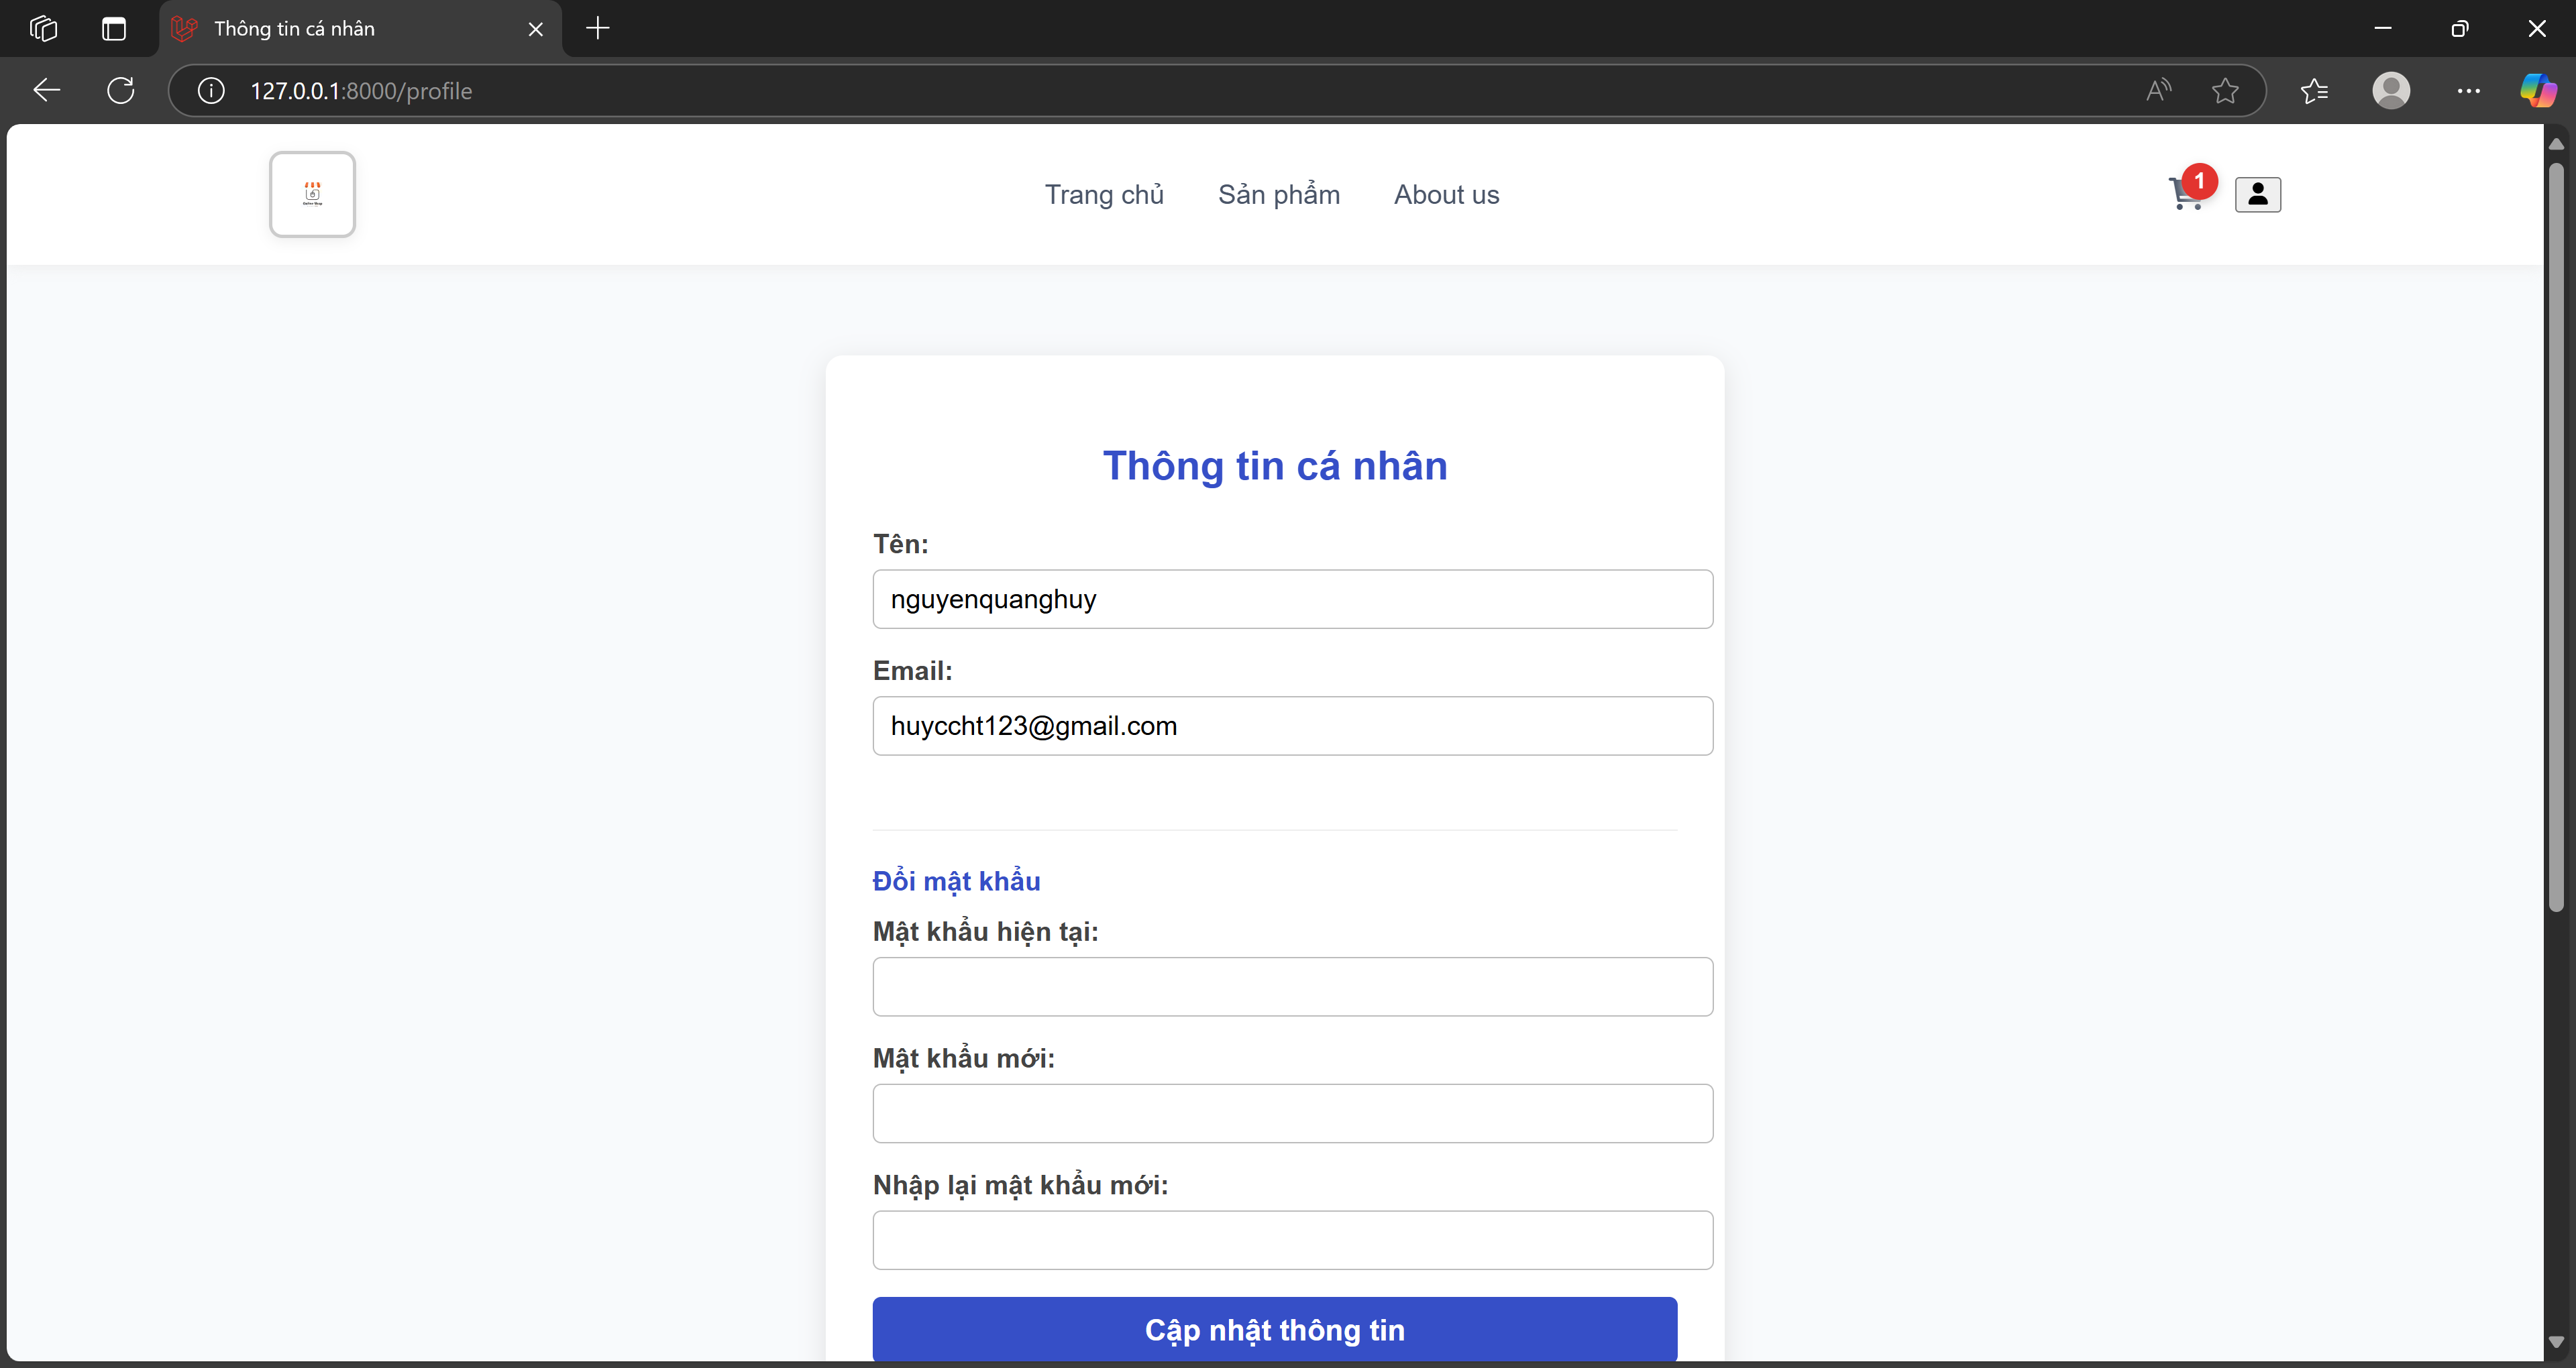 Thông tin cá nhân
127.0.0.1:8000/profile
Trang chủ
Sản phẩm
About us
1
Thông tin cá nhân
Tên:
nguyenquanghuy
Email:
huyccht123@gmail.com
Đổi mật khẩu
Mật khẩu hiện tại:
Mật khẩu mới:
Nhập lại mật khẩu mới:
Cập nhật thông tin